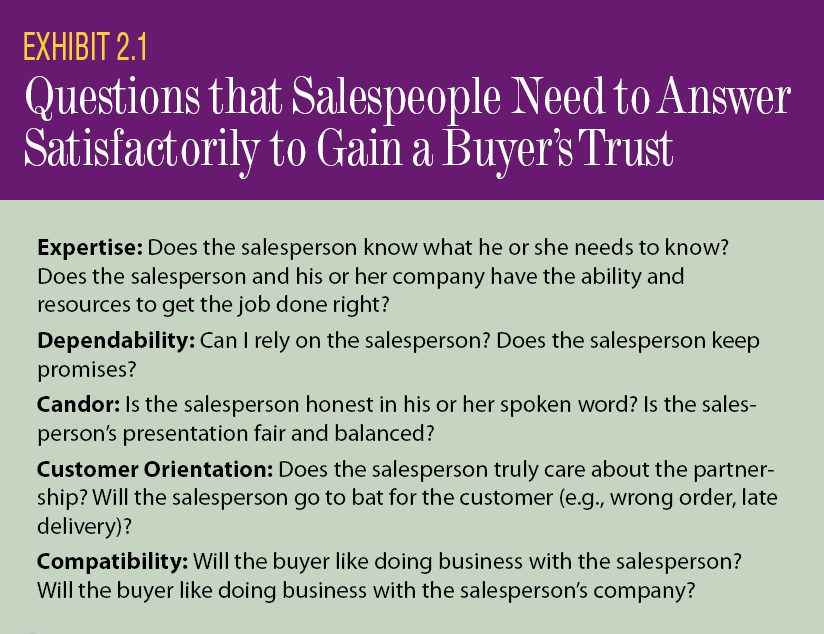 EXHIBIT 2.1
Questions that Salespeople Need to Answer
Satisfactorily to Gain a Buyer's Trust
Expertise: Does the salesperson know what he or she needs to know?
Does the salesperson and his or her company have the ability and
resources to get the job done right?
Dependability: Can I rely on the salesperson? Does the salesperson keep
promises?
Candor: Is the salesperson honest in his or her spoken word? Is the sales-
person's presentation fair and balanced?
Customer Orientation: Does the salesperson truly care about the partner-
ship? Will the salesperson go to bat for the customer (e.g., wrong order, late
delivery)?
Compatibility: Will the buyer like doing business with the salesperson?
Will the buyer like doing business with the salesperson's company?